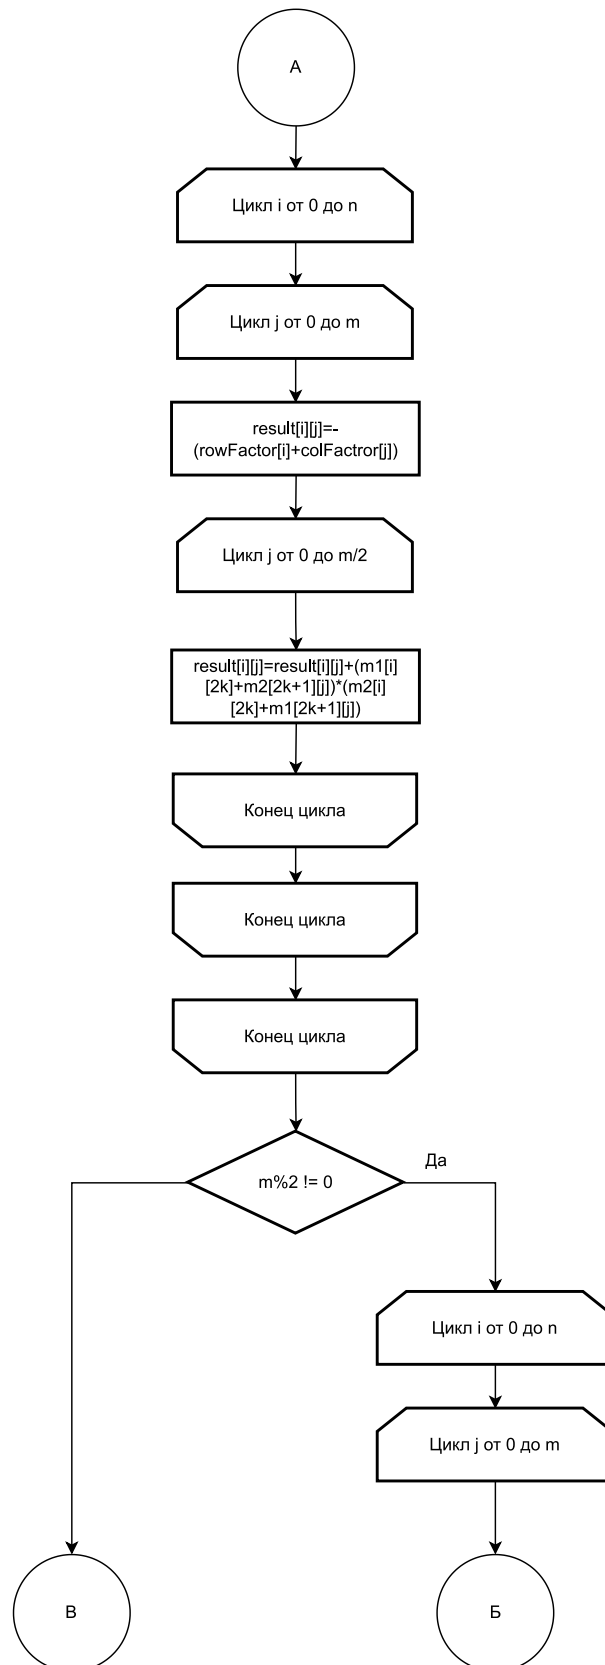 А
Цикл i от 0 до n
Цикл j от 0 до m
result[i][j]=-
(rowFactor[i]+colFactror[j])
Цикл j от 0 до m/2
result[i][j]=result[i][j]+(m1[i]
[2k]+m2[2k+1][j])*(m2[i]
[2k]+m1[2k+1][j])
Конец цикла
Конец цикла
Конец цикла
m%2 != 0
Да
Цикл i от 0 до n
Цикл j от 0 до m
В
Б